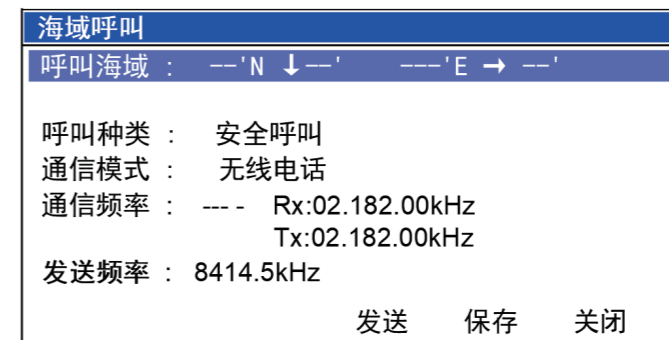 海域呼叫
呼叫海域 : --'N ↓--' ---'E → --'
呼叫种类 : 安全呼叫
通信模式 : 无线电话
通信频率 : --- - Rx:02.182.00kHz
Tx:02.182.00kHz
发送频率 : 8414.5kHz
发送 保存 关闭